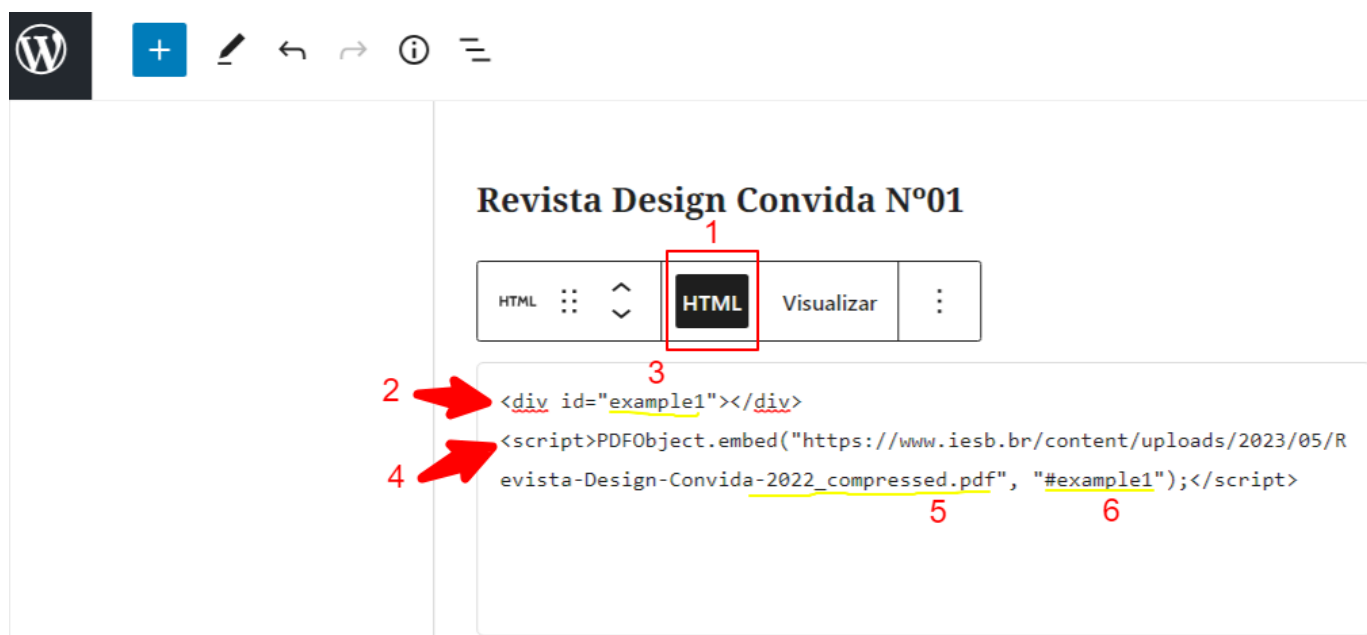 Revista Design Convida Nº01
1
HTML HTML Visualizar
3
2 <div id="example1"></div>
<script>PDFObject.embed("https://www.iesb.br/content/uploads/2023/05/R
4 evista-Design-Convida-2022_compressed.pdf", "#example1");</script>
5 6